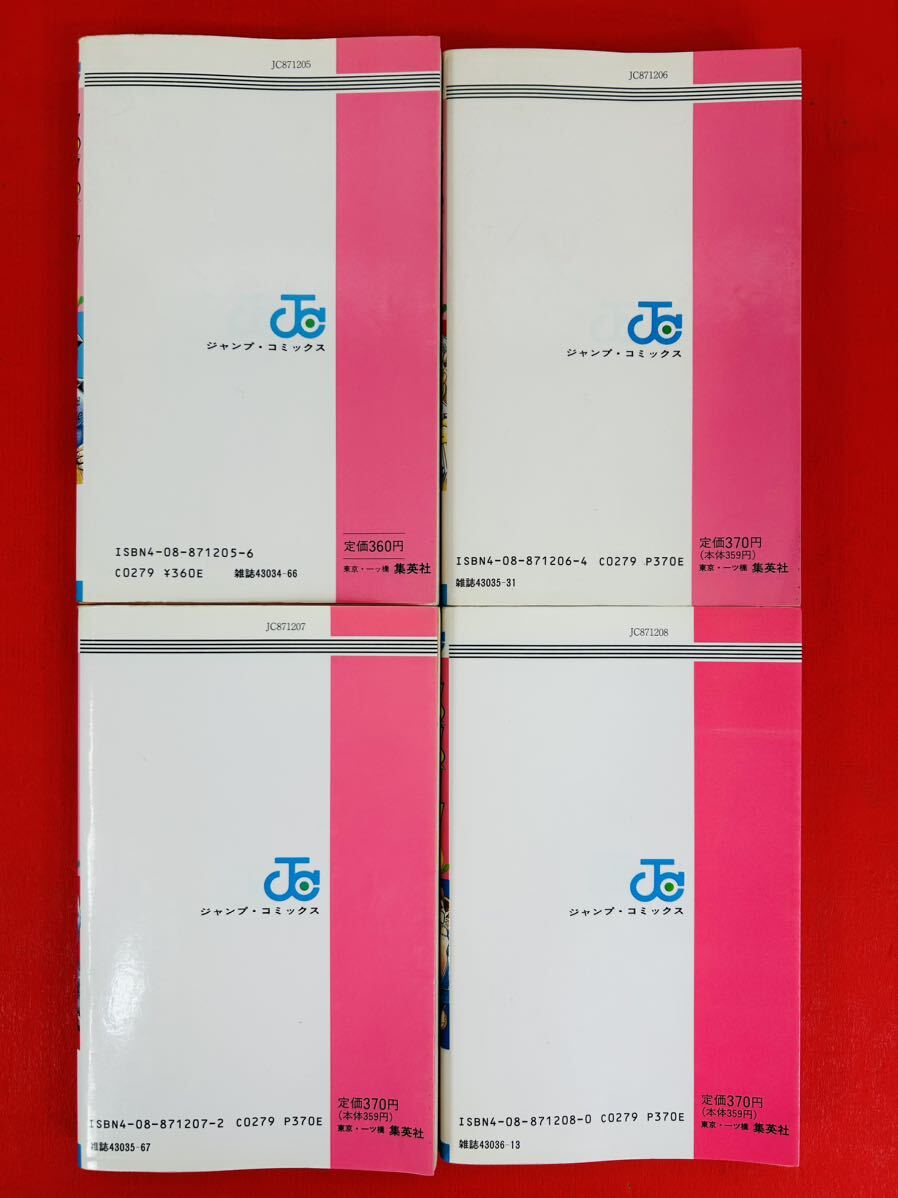 JC871205
ジャンプ・コミックス
ISBN4-08-871205-6
C0279 ¥360E 雑誌43034-66
定価360円
東京・一ッ橋 集英社
JC871206
ジャンプ・コミックス
ISBN4-08-871206-4 C0279 P370E
雑誌43035-31
定価370円
(本体359円)
東京・一ツ橋 集英社
JC871207
ジャンプ・コミックス
ISBN4-08-871207-2 C0279 P370E
雑誌43035-67
定価370円
(本体359円)
東京・一ツ橋 集英社
JC871208
ジャンプ・コミックス
ISBN4-08-871208-0 C0279 P370E
雑誌43036-13
定価370円
(本体359円)
東京・一ツ橋 集英社